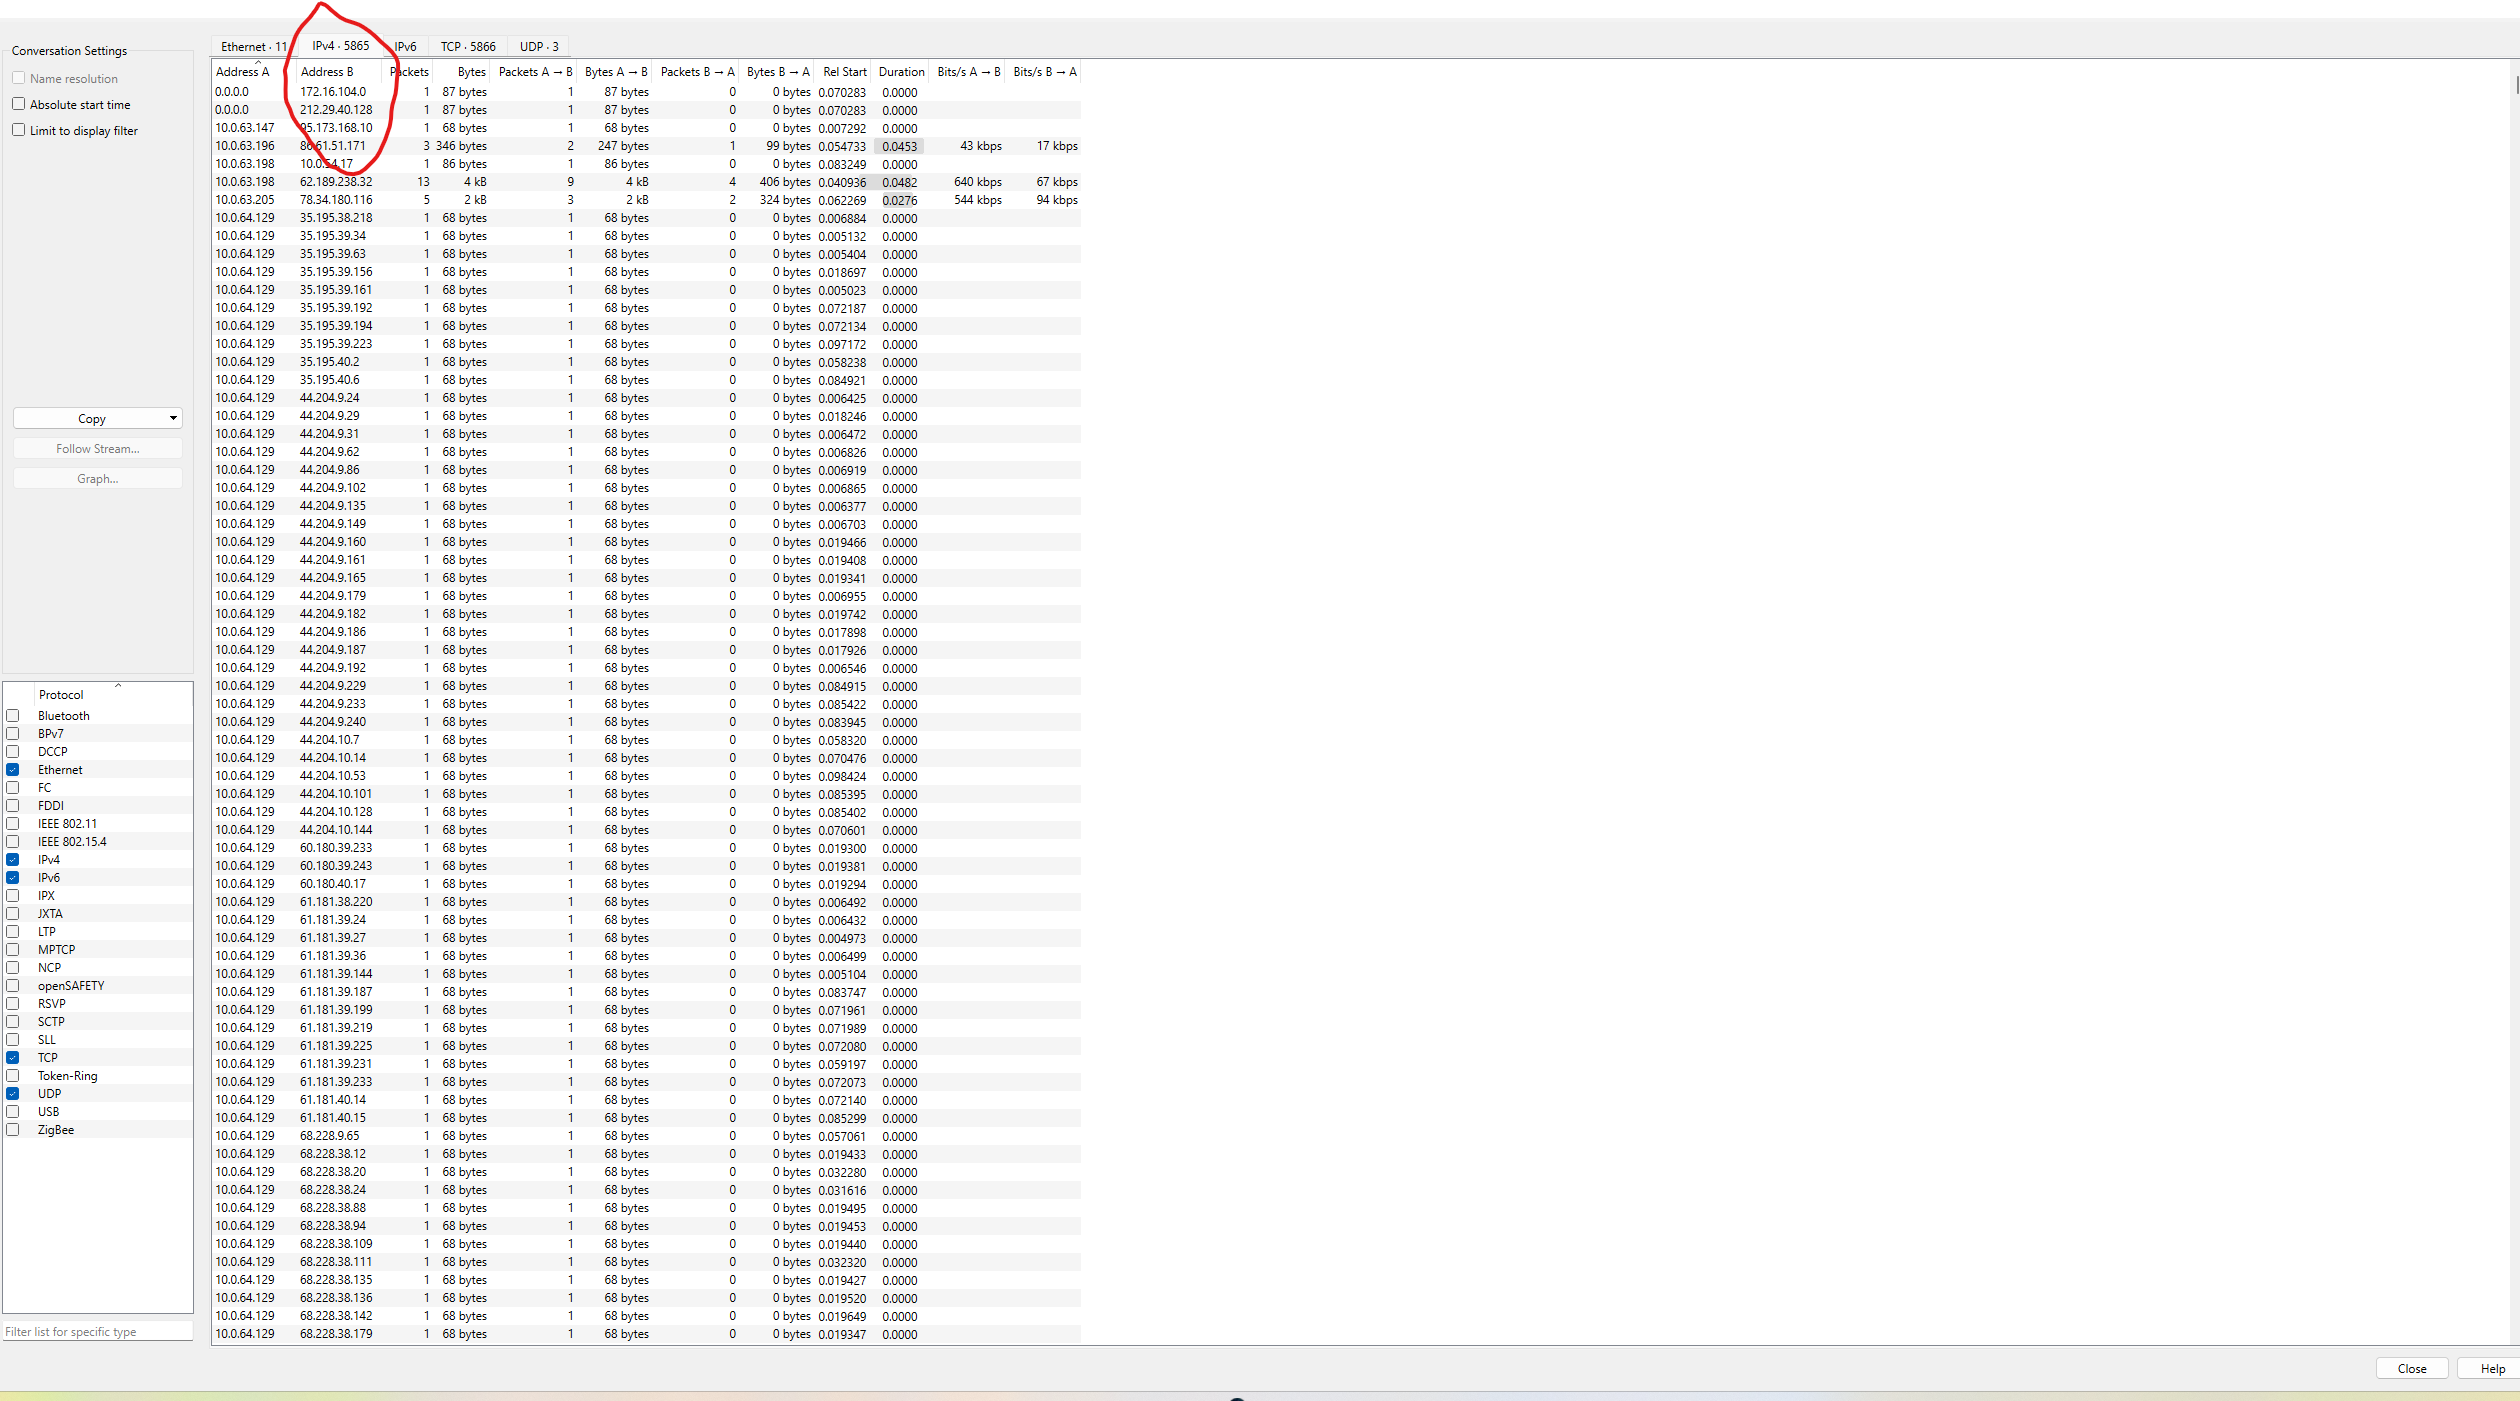 Conversation Settings
Name resolution
Absolute start time
Limit to display filter
Copy
Follow Stream...
Graph...
Protocol
Bluetooth
BPv7
DCCP
Ethernet
FC
FDDI
IEEE 802.11
IEEE 802.15.4
IPv4
IPv6
IPX
JXTA
LTP
MPTCP
NCP
openSAFETY
RSVP
SCTP
SLL
TCP
Token-Ring
UDP
USB
ZigBee
Filter list for specific type
Ethernet · 11 IPv4 · 5865 IPv6 TCP · 5866 UDP · 3
Address A Address B Packets Bytes Packets A → B Bytes A → B Packets B → A Bytes B → A Rel Start Duration Bits/s A → B Bits/s B → A
0.0.0.0 172.16.104.0 1 87 bytes 1 87 bytes 0 0 bytes 0.070283 0.0000
0.0.0.0 212.29.40.128 1 87 bytes 1 87 bytes 0 0 bytes 0.070283 0.0000
10.0.63.147 95.173.168.10 1 68 bytes 1 68 bytes 0 0 bytes 0.007292 0.0000
10.0.63.196 86.61.51.171 3 346 bytes 2 247 bytes 1 99 bytes 0.054733 0.0453 43 kbps 17 kbps
10.0.63.198 10.0.54.17 1 86 bytes 1 86 bytes 0 0 bytes 0.083249 0.0000
10.0.63.198 62.189.238.32 13 4 kB 9 4 kB 4 406 bytes 0.040936 0.0482 640 kbps 67 kbps
10.0.63.205 78.34.180.116 5 2 kB 3 2 kB 2 324 bytes 0.062269 0.0276 544 kbps 94 kbps
10.0.64.129 35.195.38.218 1 68 bytes 1 68 bytes 0 0 bytes 0.006884 0.0000
10.0.64.129 35.195.39.34 1 68 bytes 1 68 bytes 0 0 bytes 0.005132 0.0000
10.0.64.129 35.195.39.63 1 68 bytes 1 68 bytes 0 0 bytes 0.005404 0.0000
10.0.64.129 35.195.39.156 1 68 bytes 1 68 bytes 0 0 bytes 0.018697 0.0000
10.0.64.129 35.195.39.161 1 68 bytes 1 68 bytes 0 0 bytes 0.005023 0.0000
10.0.64.129 35.195.39.192 1 68 bytes 1 68 bytes 0 0 bytes 0.072187 0.0000
10.0.64.129 35.195.39.194 1 68 bytes 1 68 bytes 0 0 bytes 0.072134 0.0000
10.0.64.129 35.195.39.223 1 68 bytes 1 68 bytes 0 0 bytes 0.097172 0.0000
10.0.64.129 35.195.40.2 1 68 bytes 1 68 bytes 0 0 bytes 0.058238 0.0000
10.0.64.129 35.195.40.6 1 68 bytes 1 68 bytes 0 0 bytes 0.084921 0.0000
10.0.64.129 44.204.9.24 1 68 bytes 1 68 bytes 0 0 bytes 0.006425 0.0000
10.0.64.129 44.204.9.29 1 68 bytes 1 68 bytes 0 0 bytes 0.018246 0.0000
10.0.64.129 44.204.9.31 1 68 bytes 1 68 bytes 0 0 bytes 0.006472 0.0000
10.0.64.129 44.204.9.62 1 68 bytes 1 68 bytes 0 0 bytes 0.006826 0.0000
10.0.64.129 44.204.9.86 1 68 bytes 1 68 bytes 0 0 bytes 0.006919 0.0000
10.0.64.129 44.204.9.102 1 68 bytes 1 68 bytes 0 0 bytes 0.006865 0.0000
10.0.64.129 44.204.9.135 1 68 bytes 1 68 bytes 0 0 bytes 0.006377 0.0000
10.0.64.129 44.204.9.149 1 68 bytes 1 68 bytes 0 0 bytes 0.006703 0.0000
10.0.64.129 44.204.9.160 1 68 bytes 1 68 bytes 0 0 bytes 0.019466 0.0000
10.0.64.129 44.204.9.161 1 68 bytes 1 68 bytes 0 0 bytes 0.019408 0.0000
10.0.64.129 44.204.9.165 1 68 bytes 1 68 bytes 0 0 bytes 0.019341 0.0000
10.0.64.129 44.204.9.179 1 68 bytes 1 68 bytes 0 0 bytes 0.006955 0.0000
10.0.64.129 44.204.9.182 1 68 bytes 1 68 bytes 0 0 bytes 0.019742 0.0000
10.0.64.129 44.204.9.186 1 68 bytes 1 68 bytes 0 0 bytes 0.017898 0.0000
10.0.64.129 44.204.9.187 1 68 bytes 1 68 bytes 0 0 bytes 0.017926 0.0000
10.0.64.129 44.204.9.192 1 68 bytes 1 68 bytes 0 0 bytes 0.006546 0.0000
10.0.64.129 44.204.9.229 1 68 bytes 1 68 bytes 0 0 bytes 0.084915 0.0000
10.0.64.129 44.204.9.233 1 68 bytes 1 68 bytes 0 0 bytes 0.085422 0.0000
10.0.64.129 44.204.9.240 1 68 bytes 1 68 bytes 0 0 bytes 0.083945 0.0000
10.0.64.129 44.204.10.7 1 68 bytes 1 68 bytes 0 0 bytes 0.058320 0.0000
10.0.64.129 44.204.10.14 1 68 bytes 1 68 bytes 0 0 bytes 0.070476 0.0000
10.0.64.129 44.204.10.53 1 68 bytes 1 68 bytes 0 0 bytes 0.098424 0.0000
10.0.64.129 44.204.10.101 1 68 bytes 1 68 bytes 0 0 bytes 0.085395 0.0000
10.0.64.129 44.204.10.128 1 68 bytes 1 68 bytes 0 0 bytes 0.085402 0.0000
10.0.64.129 44.204.10.144 1 68 bytes 1 68 bytes 0 0 bytes 0.070601 0.0000
10.0.64.129 60.180.39.233 1 68 bytes 1 68 bytes 0 0 bytes 0.019300 0.0000
10.0.64.129 60.180.39.243 1 68 bytes 1 68 bytes 0 0 bytes 0.019381 0.0000
10.0.64.129 60.180.40.17 1 68 bytes 1 68 bytes 0 0 bytes 0.019294 0.0000
10.0.64.129 61.181.38.220 1 68 bytes 1 68 bytes 0 0 bytes 0.006492 0.0000
10.0.64.129 61.181.39.24 1 68 bytes 1 68 bytes 0 0 bytes 0.006432 0.0000
10.0.64.129 61.181.39.27 1 68 bytes 1 68 bytes 0 0 bytes 0.004973 0.0000
10.0.64.129 61.181.39.36 1 68 bytes 1 68 bytes 0 0 bytes 0.006499 0.0000
10.0.64.129 61.181.39.144 1 68 bytes 1 68 bytes 0 0 bytes 0.005104 0.0000
10.0.64.129 61.181.39.187 1 68 bytes 1 68 bytes 0 0 bytes 0.083747 0.0000
10.0.64.129 61.181.39.199 1 68 bytes 1 68 bytes 0 0 bytes 0.071961 0.0000
10.0.64.129 61.181.39.219 1 68 bytes 1 68 bytes 0 0 bytes 0.071989 0.0000
10.0.64.129 61.181.39.225 1 68 bytes 1 68 bytes 0 0 bytes 0.072080 0.0000
10.0.64.129 61.181.39.231 1 68 bytes 1 68 bytes 0 0 bytes 0.059197 0.0000
10.0.64.129 61.181.39.233 1 68 bytes 1 68 bytes 0 0 bytes 0.072073 0.0000
10.0.64.129 61.181.40.14 1 68 bytes 1 68 bytes 0 0 bytes 0.072140 0.0000
10.0.64.129 61.181.40.15 1 68 bytes 1 68 bytes 0 0 bytes 0.085299 0.0000
10.0.64.129 68.228.9.65 1 68 bytes 1 68 bytes 0 0 bytes 0.057061 0.0000
10.0.64.129 68.228.38.12 1 68 bytes 1 68 bytes 0 0 bytes 0.019433 0.0000
10.0.64.129 68.228.38.20 1 68 bytes 1 68 bytes 0 0 bytes 0.032280 0.0000
10.0.64.129 68.228.38.24 1 68 bytes 1 68 bytes 0 0 bytes 0.031616 0.0000
10.0.64.129 68.228.38.88 1 68 bytes 1 68 bytes 0 0 bytes 0.019495 0.0000
10.0.64.129 68.228.38.94 1 68 bytes 1 68 bytes 0 0 bytes 0.019453 0.0000
10.0.64.129 68.228.38.109 1 68 bytes 1 68 bytes 0 0 bytes 0.019440 0.0000
10.0.64.129 68.228.38.111 1 68 bytes 1 68 bytes 0 0 bytes 0.032320 0.0000
10.0.64.129 68.228.38.135 1 68 bytes 1 68 bytes 0 0 bytes 0.019427 0.0000
10.0.64.129 68.228.38.136 1 68 bytes 1 68 bytes 0 0 bytes 0.019520 0.0000
10.0.64.129 68.228.38.142 1 68 bytes 1 68 bytes 0 0 bytes 0.019649 0.0000
10.0.64.129 68.228.38.179 1 68 bytes 1 68 bytes 0 0 bytes 0.019347 0.0000
Close Help